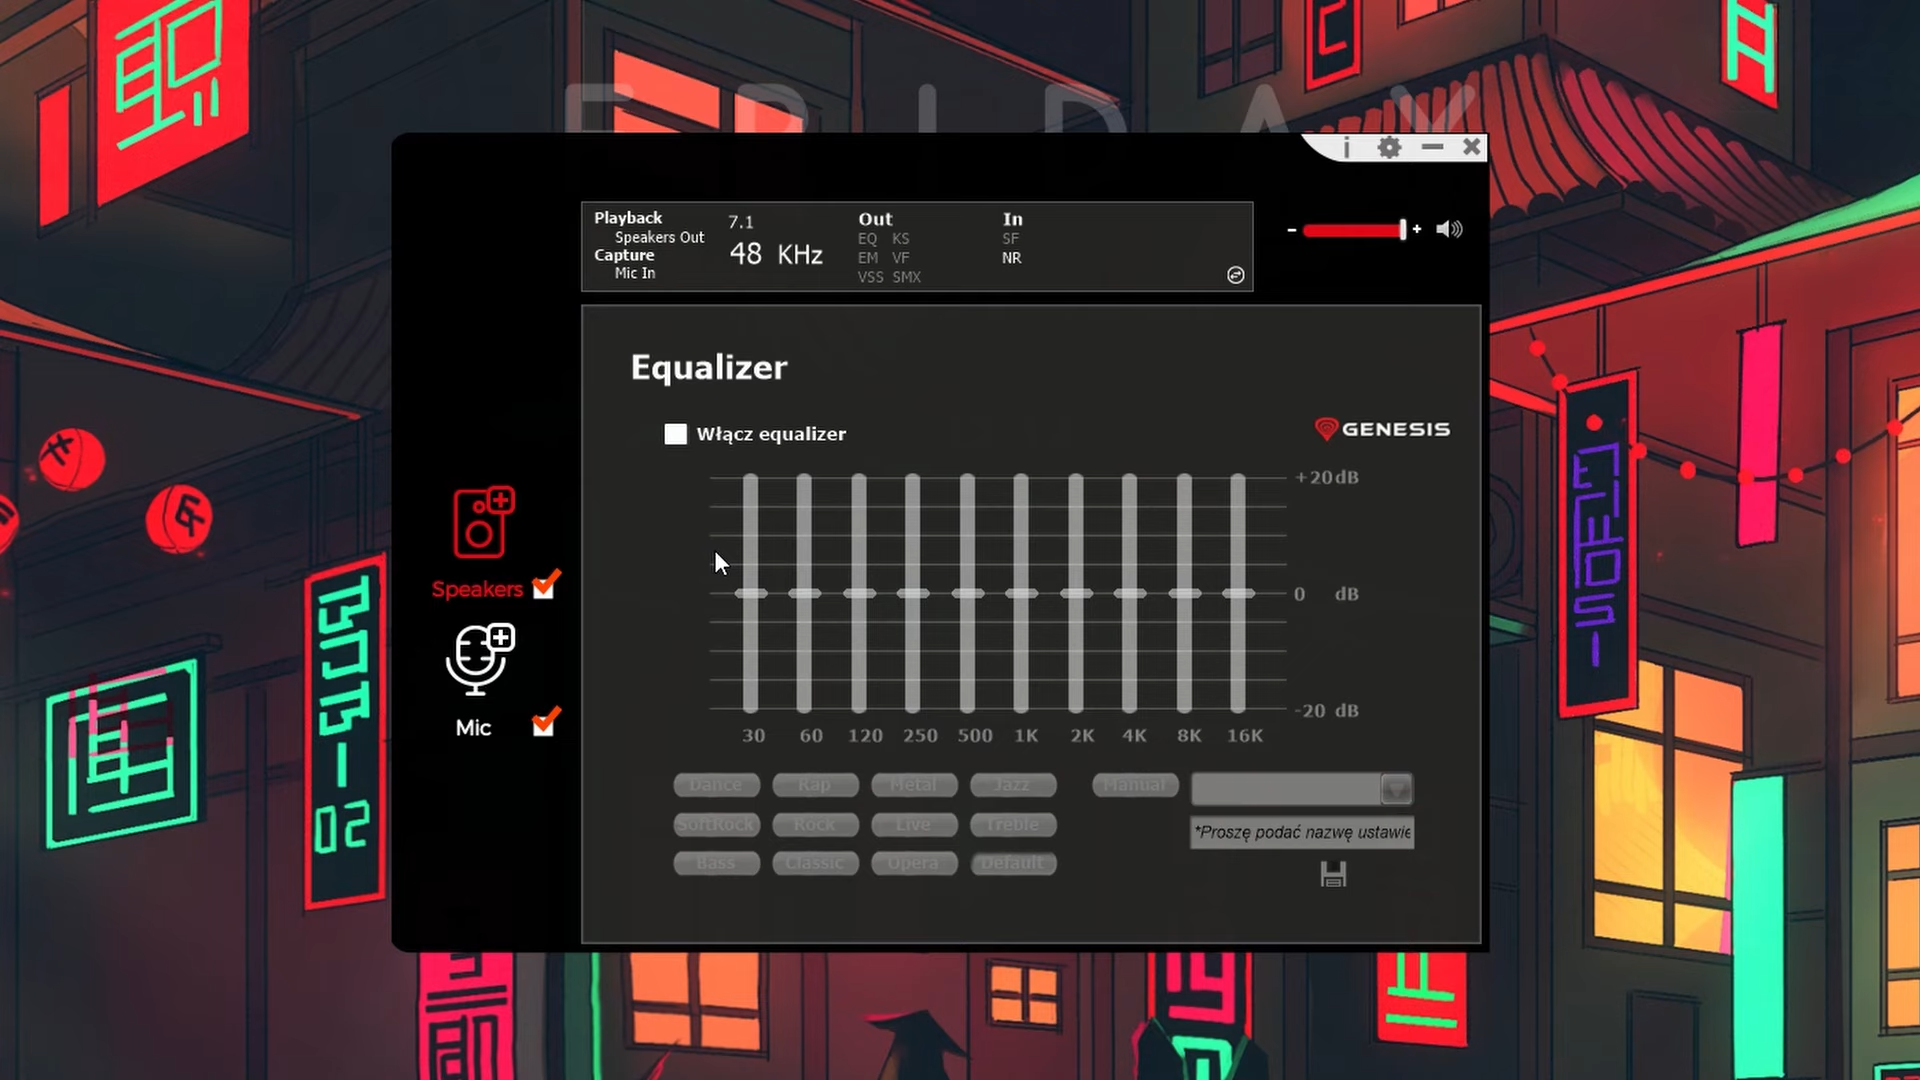 FRIDAY
Playback
Speakers Out
Capture
Mic In
7.1
48 KHz
Out
EQ KS
EM VF
VSS SMX
In
SF
NR
- +
Equalizer
Włącz equalizer
GENESIS
+20 dB
0 dB
-20 dB
30 60 120 250 500 1K 2K 4K 8K 16K
Speakers
Mic
Dance Rap Metal Jazz Manual
SoftRock Rock Live Treble
*Proszę podać nazwę ustawie
Bass Classic Opera Default